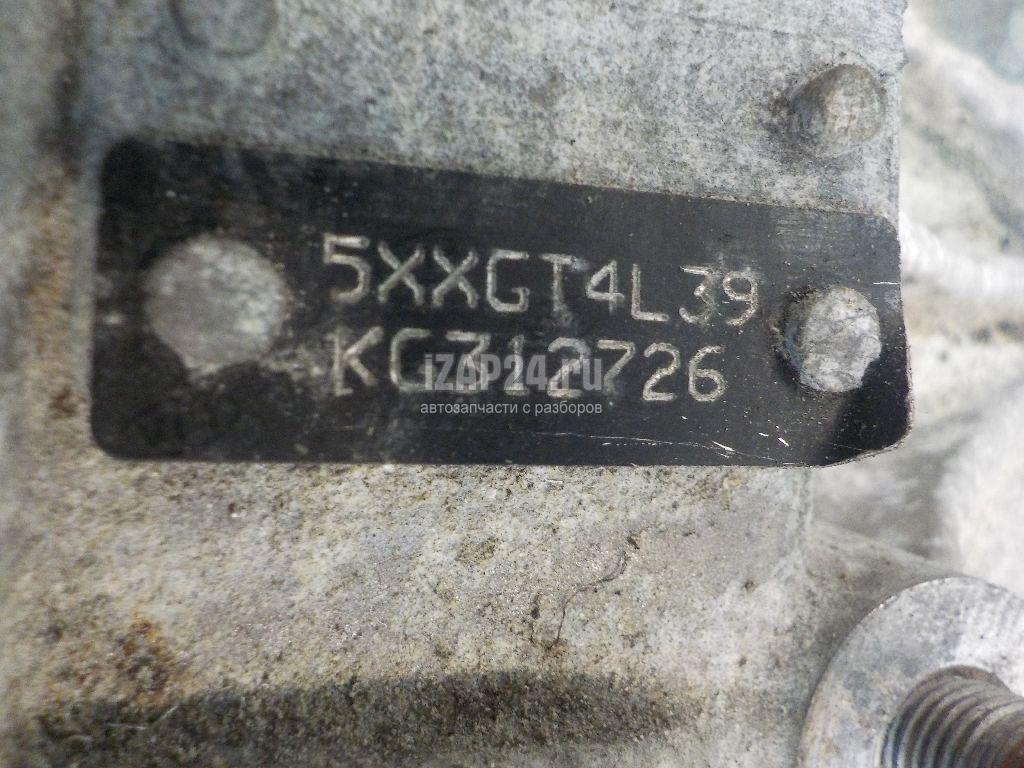 5XXGT4L39
KG312726
iZAP24.ru
автозапчасти с разборов